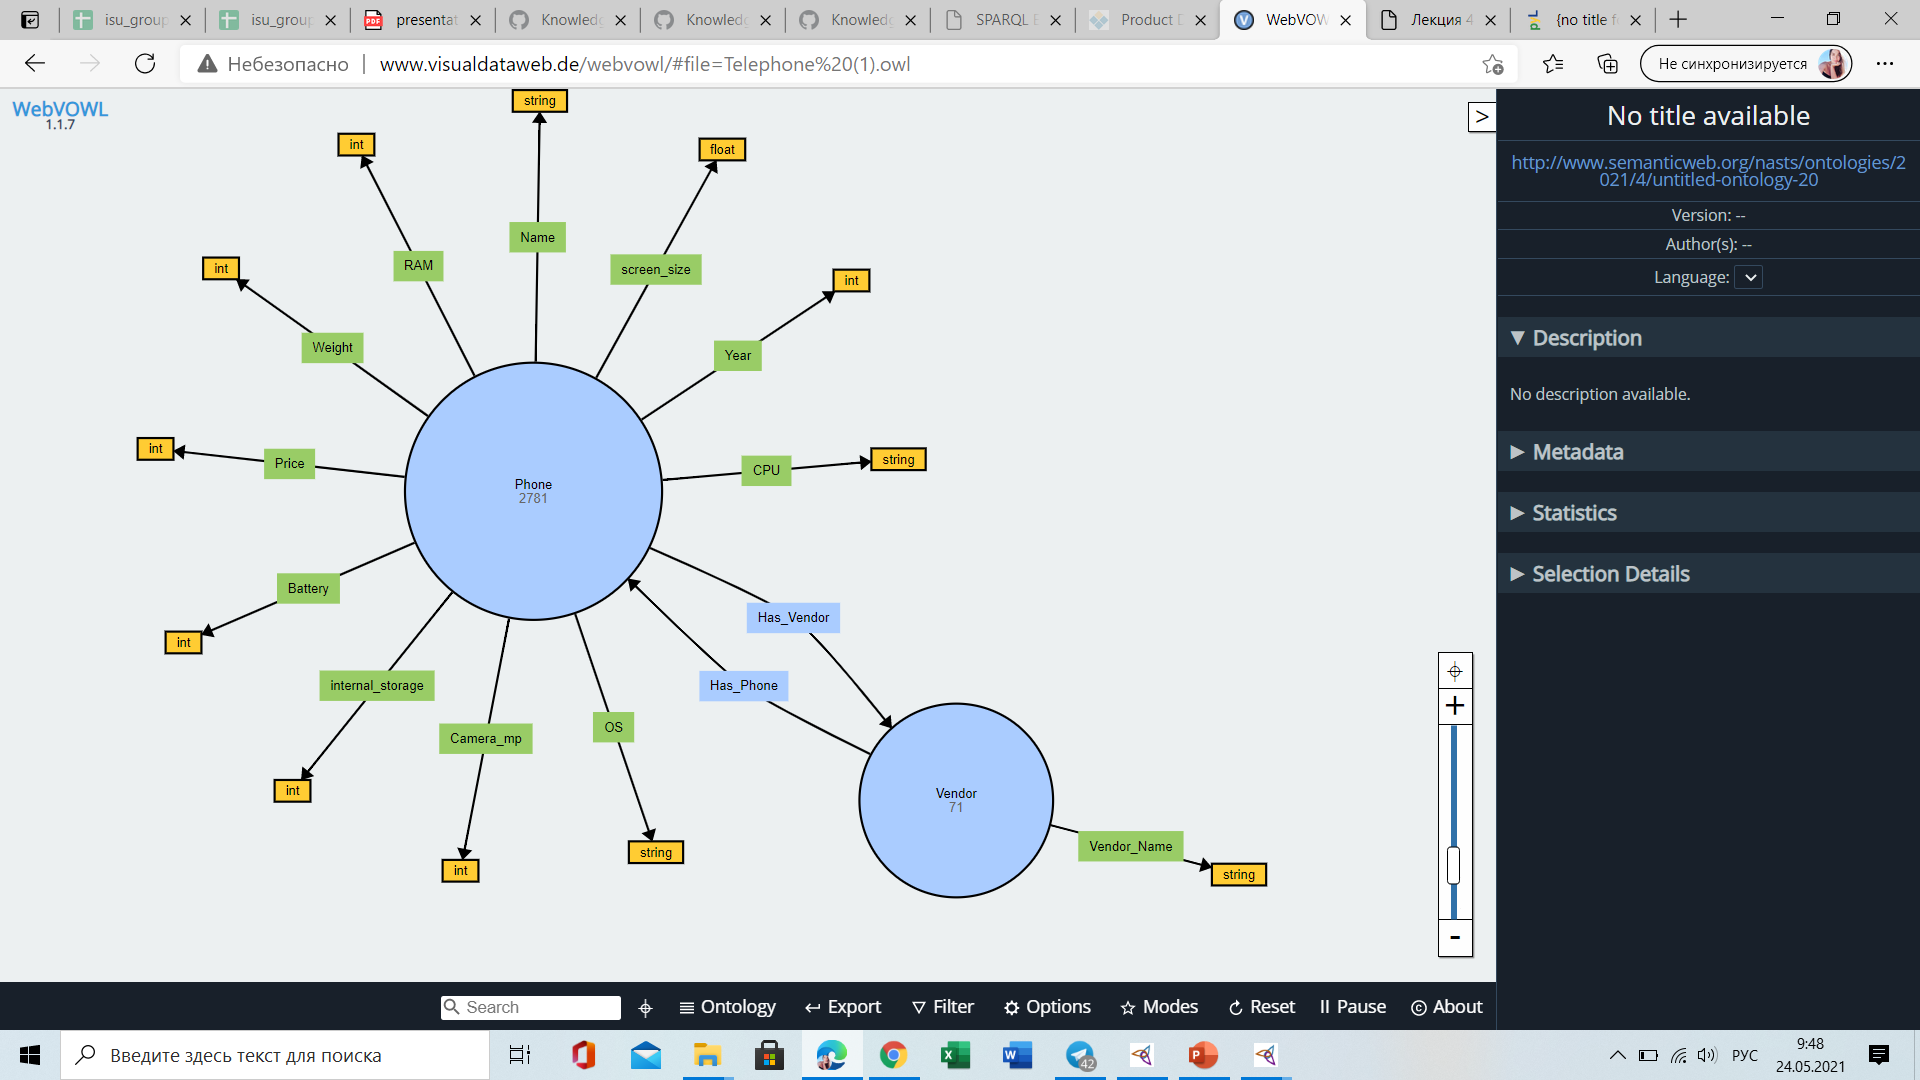 isu_group
isu_group
presentat
Knowledg
Knowledg
Knowledg
SPARQL E
Product D
WebVOW
Лекция 4
{no title f
Небезопасно
www.visualdataweb.de/webvowl/#file=Telephone%20(1).owl
Не синхронизируется
WebVOWL
1.1.7
string
int
float
Name
RAM
screen_size
int
int
Weight
Year
int
Price
CPU
string
Phone
2781
Battery
Has_Vendor
int
internal_storage
Has_Phone
Camera_mp
OS
int
Vendor
71
string
Vendor_Name
int
string
>
+
-
No title available
http://www.semanticweb.org/nasts/ontologies/2
021/4/untitled-ontology-20
Version: --
Author(s): --
Language:
Description
No description available.
Metadata
Statistics
Selection Details
Search
Ontology
Export
Filter
Options
Modes
Reset
Pause
About
Введите здесь текст для поиска
42
РУС
9:48
24.05.2021